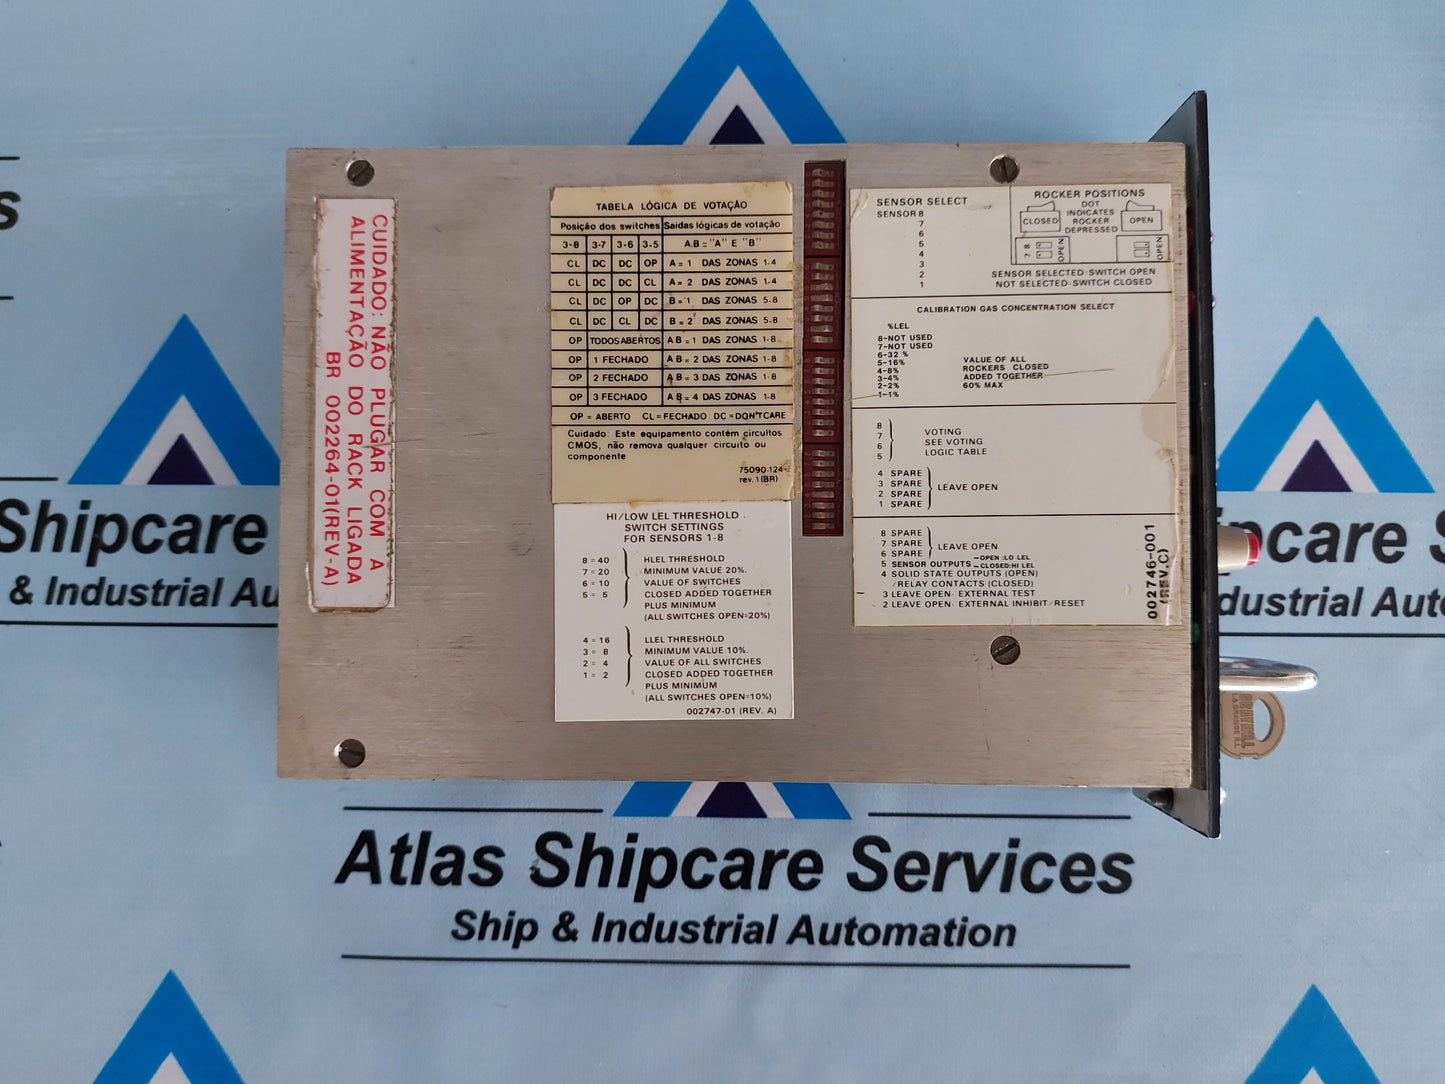 CUIDADO: NÃO PLUGAR COM A
ALIMENTAÇÃO DO RACK LIGADA
BR 002264-01(REV-A)
TABELA LÓGICA DE VOTAÇÃO
Posição dos switches Saidas lógicas de votação
3-8 3-7 3-6 3-5 A.B = "A" E "B"
CL DC DC OP A = 1 DAS ZONAS 1-4
CL DC DC CL A = 2 DAS ZONAS 1-4
CL DC OP DC B = 1 DAS ZONAS 5-8
CL DC CL DC B = 2 DAS ZONAS 5-8
OP TODOS ABERTOS A B = 1 DAS ZONAS 1-8
OP 1 FECHADO A B = 2 DAS ZONAS 1-8
OP 2 FECHADO A B = 3 DAS ZONAS 1-8
OP 3 FECHADO A B = 4 DAS ZONAS 1-8
OP = ABERTO CL = FECHADO DC = DON'T CARE
Cuidado: Este equipamento contém circuitos
CMOS, não remova qualquer circuito ou
componente
75090-124-
rev. 1 (BR)
HI/LOW LEL THRESHOLD
SWITCH SETTINGS
FOR SENSORS 1-8
8 = 40 HLEL THRESHOLD
7 = 20 MINIMUM VALUE 20%.
6 = 10 VALUE OF SWITCHES
5 = 5 CLOSED ADDED TOGETHER
PLUS MINIMUM
(ALL SWITCHES OPEN=20%)
4 = 16 LLEL THRESHOLD
3 = 8 MINIMUM VALUE 10%.
2 = 4 VALUE OF ALL SWITCHES
1 = 2 CLOSED ADDED TOGETHER
PLUS MINIMUM
(ALL SWITCHES OPEN=10%)
002747-01 (REV. A)
SENSOR SELECT
SENSOR 8
7
6
5
4
3
2
1
ROCKER POSITIONS
DOT
INDICATES
ROCKER
DEPRESSED
CLOSED
OPEN
7 8
OPEN
OPEN
SENSOR SELECTED-SWITCH OPEN
NOT SELECTED-SWITCH CLOSED
CALIBRATION GAS CONCENTRATION SELECT
%LEL
8-NOT USED
7-NOT USED
6-32 %
5-16% VALUE OF ALL
4-8% ROCKERS CLOSED
3-4% ADDED TOGETHER
2-2% 60% MAX
1-1%
8
7 VOTING
6 SEE VOTING
5 LOGIC TABLE
4 SPARE
3 SPARE LEAVE OPEN
2 SPARE
1 SPARE
8 SPARE
7 SPARE LEAVE OPEN
6 SPARE
5 SENSOR OUTPUTS -OPEN :LO LEL
-CLOSED:HI LEL
4 SOLID STATE OUTPUTS (OPEN)
/RELAY CONTACTS (CLOSED)
3 LEAVE OPEN- EXTERNAL TEST
2 LEAVE OPEN- EXTERNAL INHIBIT/RESET
002746-001
(REV.C)
Shipcare
& Industrial Au
Atlas Shipcare Services
Ship & Industrial Automation
pcare S
dustrial Auto
s